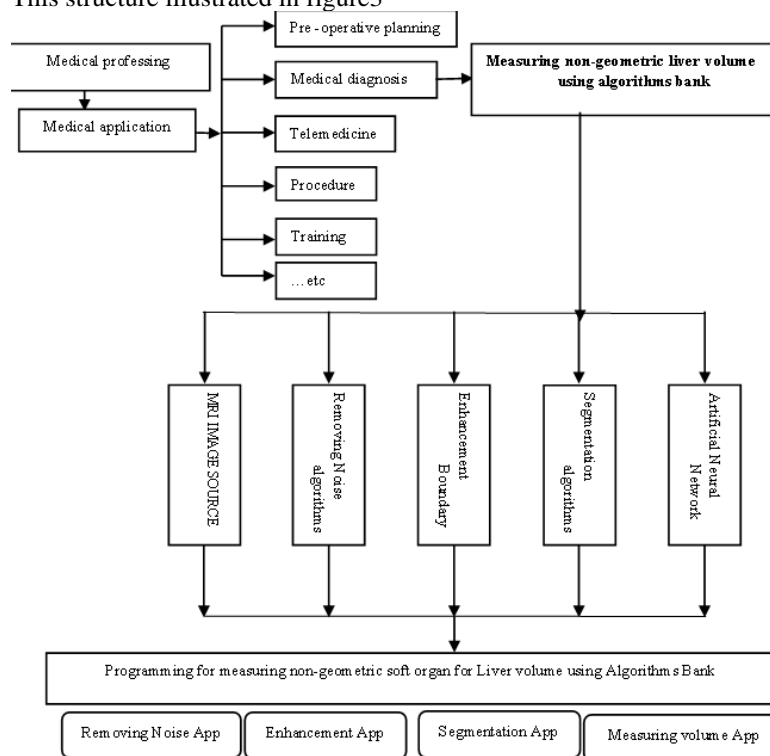 This structure illustrated in figure3
Pre - operative planning
Medical professing
Medical diagnosis
Measuring non-geometric liver volume
using algorithms bank
Medical application
Telemedicine
Procedure
Training
...etc
MRI IMAGE SOURCE
Removing Noise
algorithms
Enhancement
Boundary
Segmentation
algorithms
Artificial Neural
Network
Programming for measuring non-geometric soft organ for Liver volume using Algorithms Bank
Removing Noise App
Enhancement App
Segmentation App
Measuring volume App